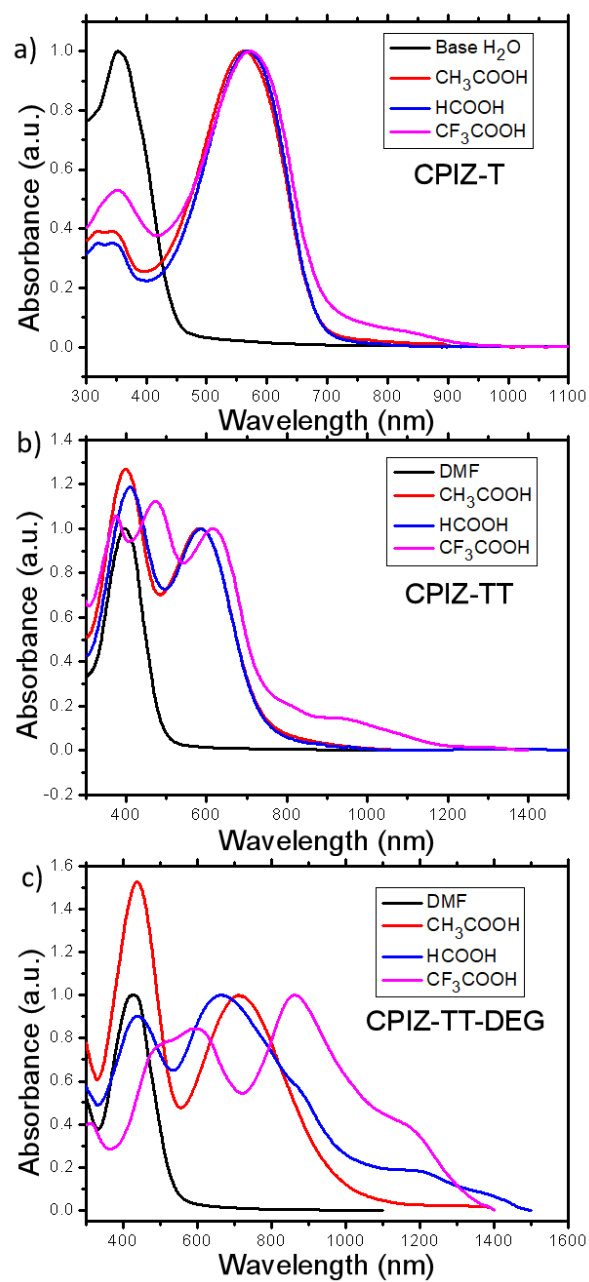 a)
Absorbance (a.u.)
1.0
0.8
0.6
0.4
0.2
0.0
Base H₂O
CH₃COOH
HCOOH
CF₃COOH
CPIZ-T
300 400 500 600 700 800 900 1000 1100
Wavelength (nm)
b)
Absorbance (a.u.)
1.4
1.2
1.0
0.8
0.6
0.4
0.2
0.0
-0.2
DMF
CH₃COOH
HCOOH
CF₃COOH
CPIZ-TT
400 600 800 1000 1200 1400
Wavelength (nm)
c)
Absorbance (a.u.)
1.6
1.4
1.2
1.0
0.8
0.6
0.4
0.2
0.0
DMF
CH₃COOH
HCOOH
CF₃COOH
CPIZ-TT-DEG
400 600 800 1000 1200 1400 1600
Wavelength (nm)